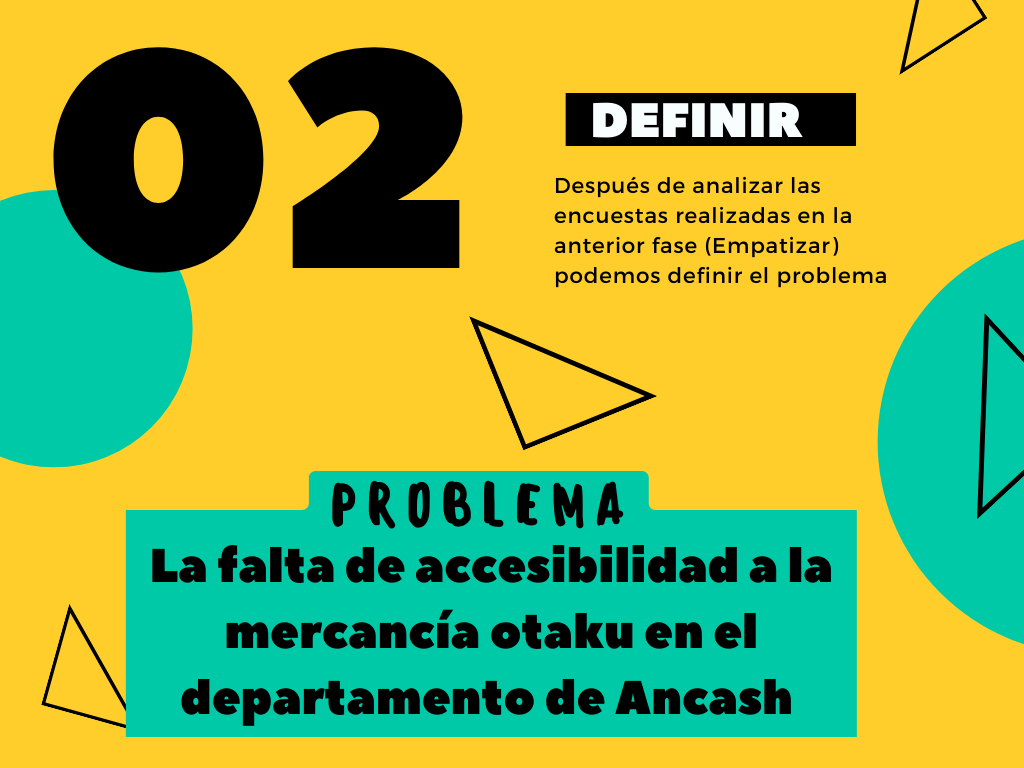 02
DEFINIR
Después de analizar las
encuestas realizadas en la
anterior fase (Empatizar)
podemos definir el problema
PROBLEMA
La falta de accesibilidad a la
mercancía otaku en el
departamento de Ancash